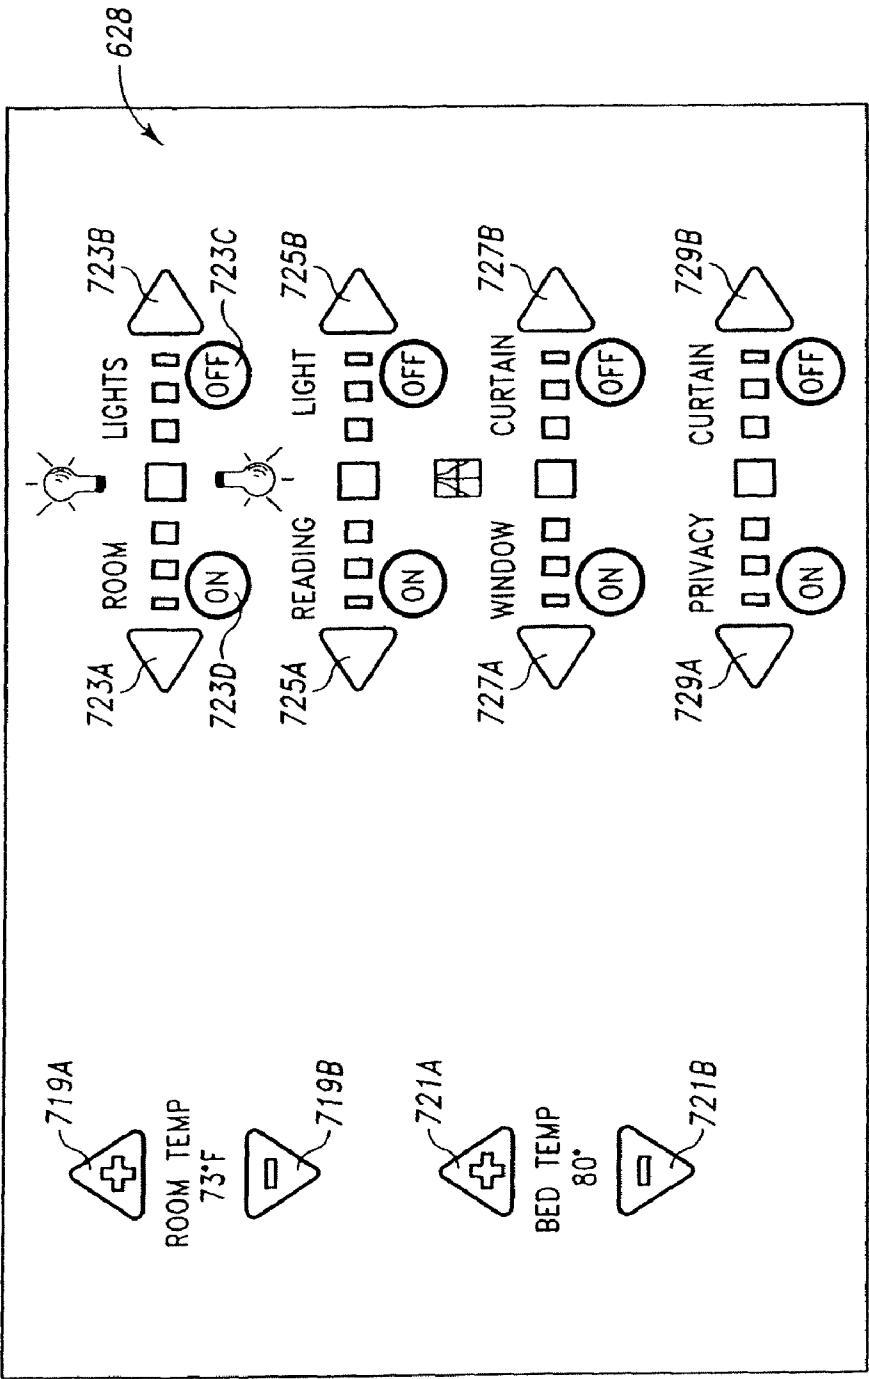 628
719A
ROOM TEMP
73°F
719B
721A
BED TEMP
80°
721B
ROOM LIGHTS
723A
723B
ON
OFF
723D
723C
READING LIGHT
725A
725B
ON
OFF
WINDOW CURTAIN
727A
727B
ON
OFF
PRIVACY CURTAIN
729A
729B
ON
OFF